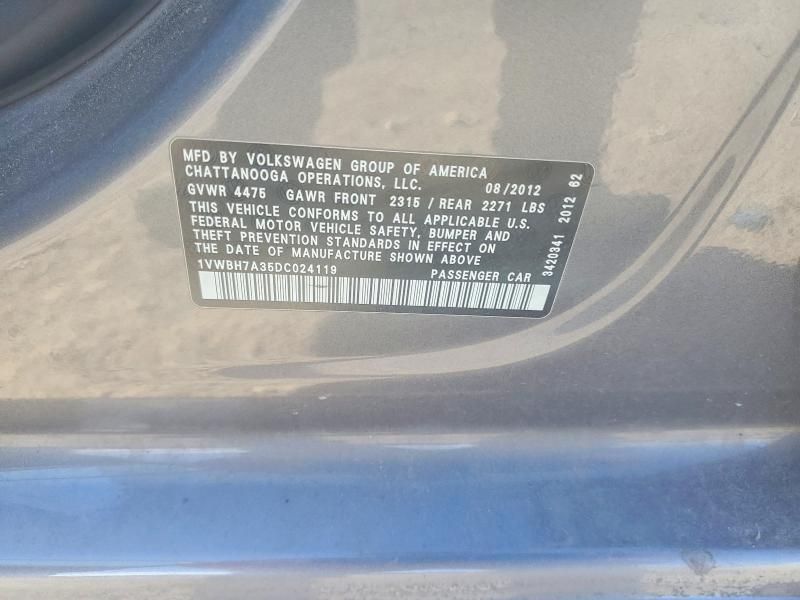 MFD BY VOLKSWAGEN GROUP OF AMERICA
CHATTANOOGA OPERATIONS, LLC. 08/2012
GVWR 4475 GAWR FRONT 2315 / REAR 2271 LBS
THIS VEHICLE CONFORMS TO ALL APPLICABLE U.S.
FEDERAL MOTOR VEHICLE SAFETY, BUMPER AND
THEFT PREVENTION STANDARDS IN EFFECT ON
THE DATE OF MANUFACTURE SHOWN ABOVE
1VWBH7A35DC024119 PASSENGER CAR
3420341 2012 62